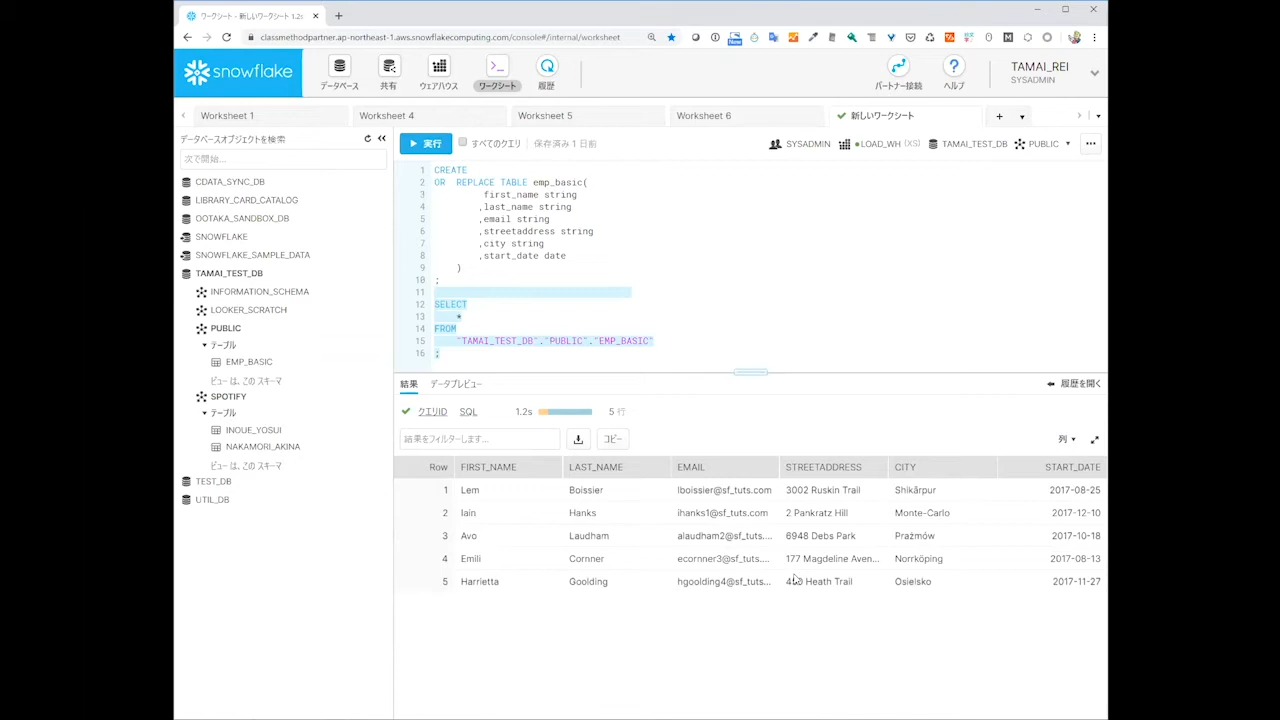 ワークシート - 新しいワークシート 1.2s
classmethodpartner.ap-northeast-1.aws.snowflakecomputing.com/console#/internal/worksheet
New
snowflake
データベース
共有
ウェアハウス
ワークシート
履歴
パートナー接続
ヘルプ
TAMAI_REI
SYSADMIN
Worksheet 1
Worksheet 4
Worksheet 5
Worksheet 6
新しいワークシート
データベースオブジェクトを検索
次で開始...
CDATA_SYNC_DB
LIBRARY_CARD_CATALOG
OOTAKA_SANDBOX_DB
SNOWFLAKE
SNOWFLAKE_SAMPLE_DATA
TAMAI_TEST_DB
INFORMATION_SCHEMA
LOOKER_SCRATCH
PUBLIC
テーブル
EMP_BASIC
ビュー は、この スキーマ
SPOTIFY
テーブル
INOUE_YOSUI
NAKAMORI_AKINA
ビュー は、この スキーマ
TEST_DB
UTIL_DB
実行 すべてのクエリ 保存済み 1 日前
SYSADMIN LOAD_WH (XS) TAMAI_TEST_DB PUBLIC
1 CREATE
2 OR REPLACE TABLE emp_basic(
3 first_name string
4 ,last_name string
5 ,email string
6 ,streetaddress string
7 ,city string
8 ,start_date date
9 )
10 ;
11
12 SELECT
13 *
14 FROM
15 "TAMAI_TEST_DB"."PUBLIC"."EMP_BASIC"
16 ;
結果 データプレビュー 履歴を開く
クエリID SQL 1.2s 5 行
結果をフィルターします... コピー 列
Row FIRST_NAME LAST_NAME EMAIL STREETADDRESS CITY START_DATE
1 Lem Boissier lboissier@sf_tuts.com 3002 Ruskin Trail Shikārpur 2017-08-25
2 Iain Hanks ihanks1@sf_tuts.com 2 Pankratz Hill Monte-Carlo 2017-12-10
3 Avo Laudham alaudham2@sf_tuts.... 6948 Debs Park Prażmów 2017-10-18
4 Emili Cornner ecornner3@sf_tuts.... 177 Magdeline Aven... Norrköping 2017-08-13
5 Harrietta Goolding hgoolding4@sf_tuts... Heath Trail Osielsko 2017-11-27